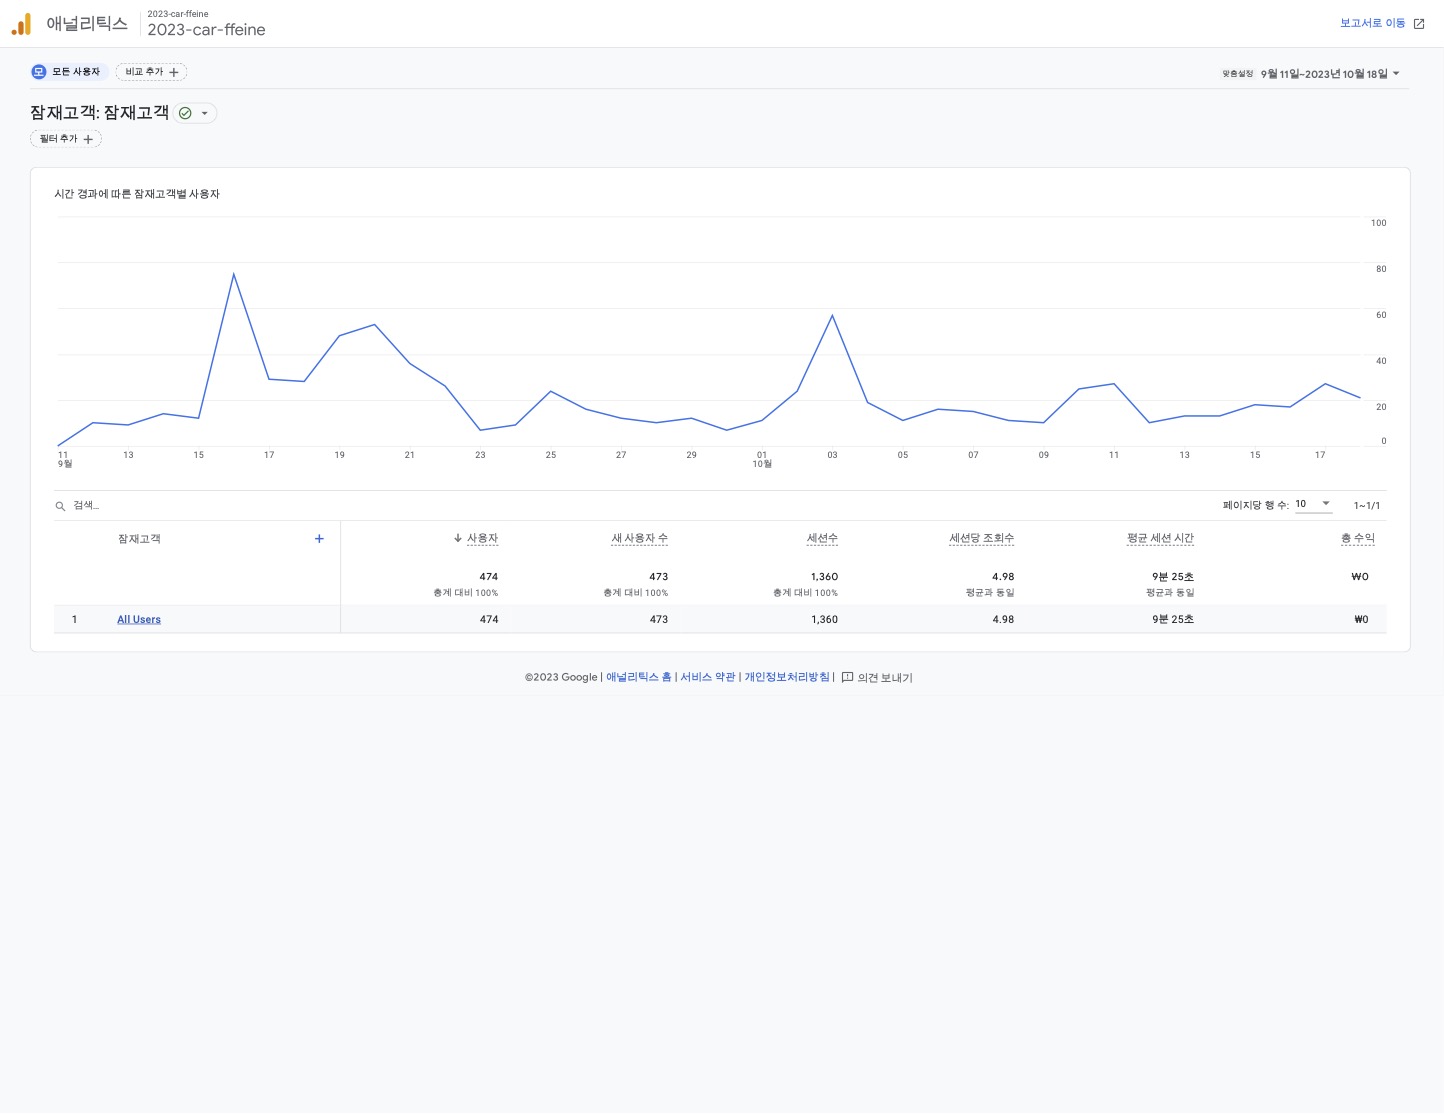 애널리틱스
2023-car-ffeine
2023-car-ffeine
보고서로 이동
모 모든 사용자
비교 추가
맞춤설정 9월 11일~2023년 10월 18일
잠재고객: 잠재고객
필터 추가
시간 경과에 따른 잠재고객별 사용자
100
80
60
40
20
0
11 13 15 17 19 21 23 25 27 29 01 03 05 07 09 11 13 15 17
9월 10월
검색...
페이지당 행 수: 10 1~1/1
잠재고객 + ↓ 사용자 새 사용자 수 세션수 세션당 조회수 평균 세션 시간 총 수익
474 473 1,360 4.98 9분 25초 ₩0
총계 대비 100% 총계 대비 100% 총계 대비 100% 평균과 동일 평균과 동일
1 All Users 474 473 1,360 4.98 9분 25초 ₩0
©2023 Google | 애널리틱스 홈 | 서비스 약관 | 개인정보처리방침 | 의견 보내기